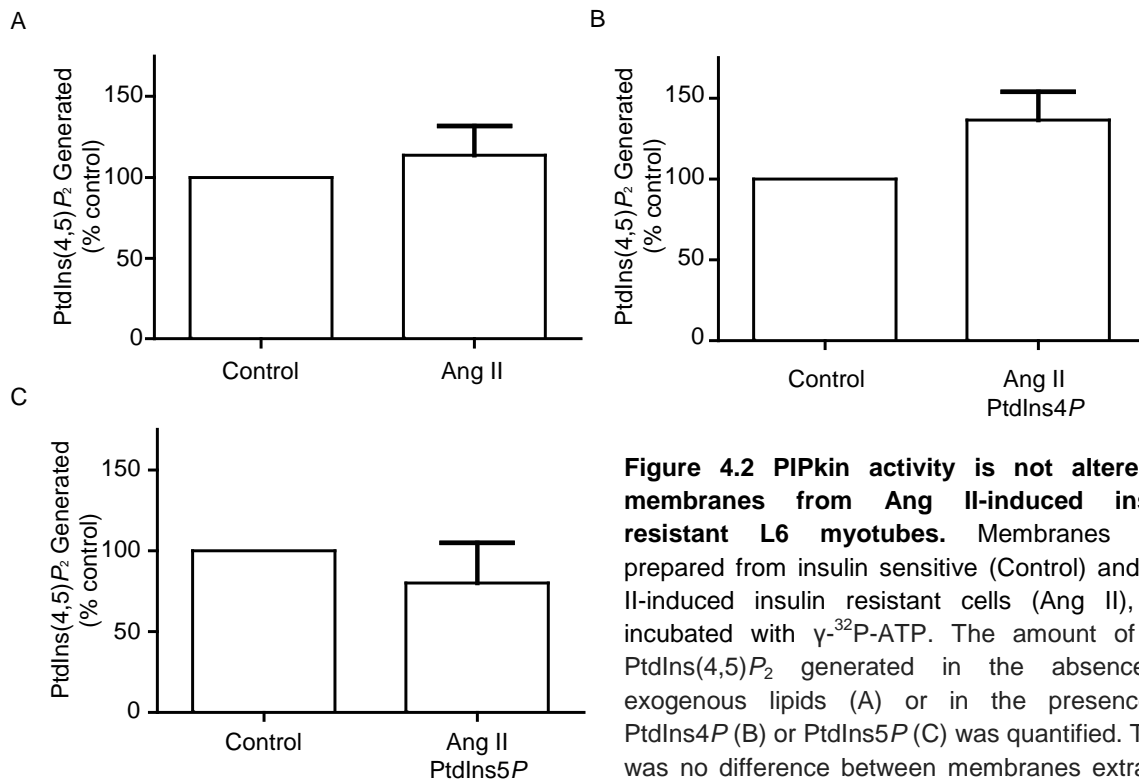 A
PtdIns(4,5)P₂ Generated
(% control)
150
100
50
0
Control
Ang II
B
PtdIns(4,5)P₂ Generated
(% control)
150
100
50
0
Control
Ang II
PtdIns4P
C
PtdIns(4,5)P₂ Generated
(% control)
150
100
50
0
Control
Ang II
PtdIns5P
Figure 4.2 PIPkin activity is not altere
membranes from Ang II-induced ins
resistant L6 myotubes. Membranes
prepared from insulin sensitive (Control) and
II-induced insulin resistant cells (Ang II),
incubated with γ-³²P-ATP. The amount of
PtdIns(4,5)P₂ generated in the absence
exogenous lipids (A) or in the presence
PtdIns4P (B) or PtdIns5P (C) was quantified. T
was no difference between membranes extra